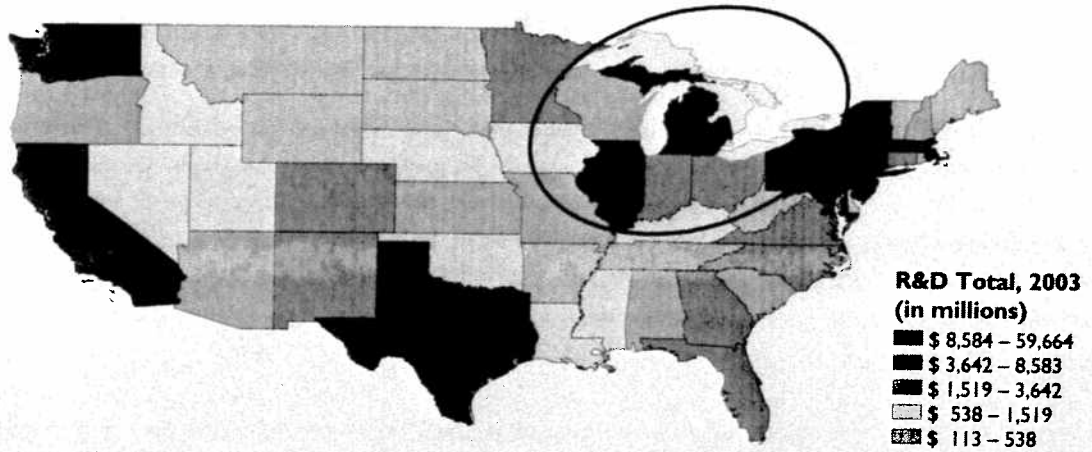 R&D Total, 2003
(in millions)
$ 8,584 – 59,664
$ 3,642 – 8,583
$ 1,519 – 3,642
$ 538 – 1,519
$ 113 – 538